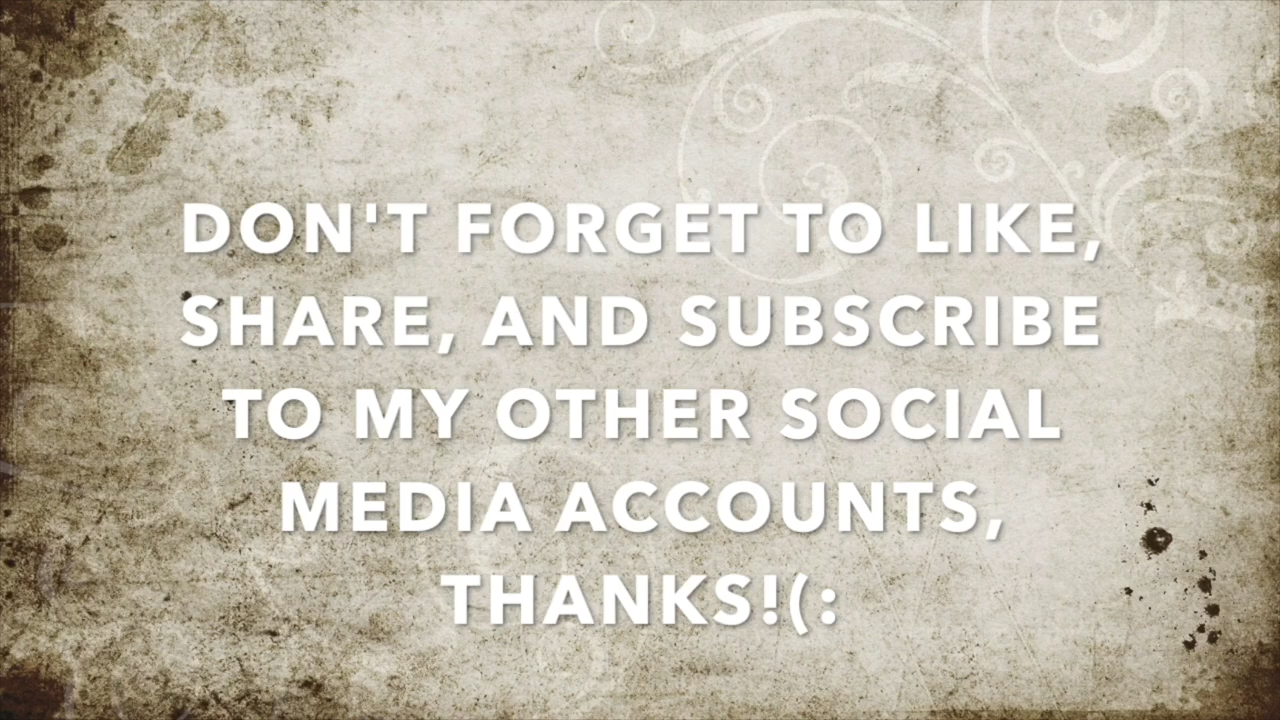 DON'T FORGET TO LIKE,
SHARE, AND SUBSCRIBE
TO MY OTHER SOCIAL
MEDIA ACCOUNTS,
THANKS!(: